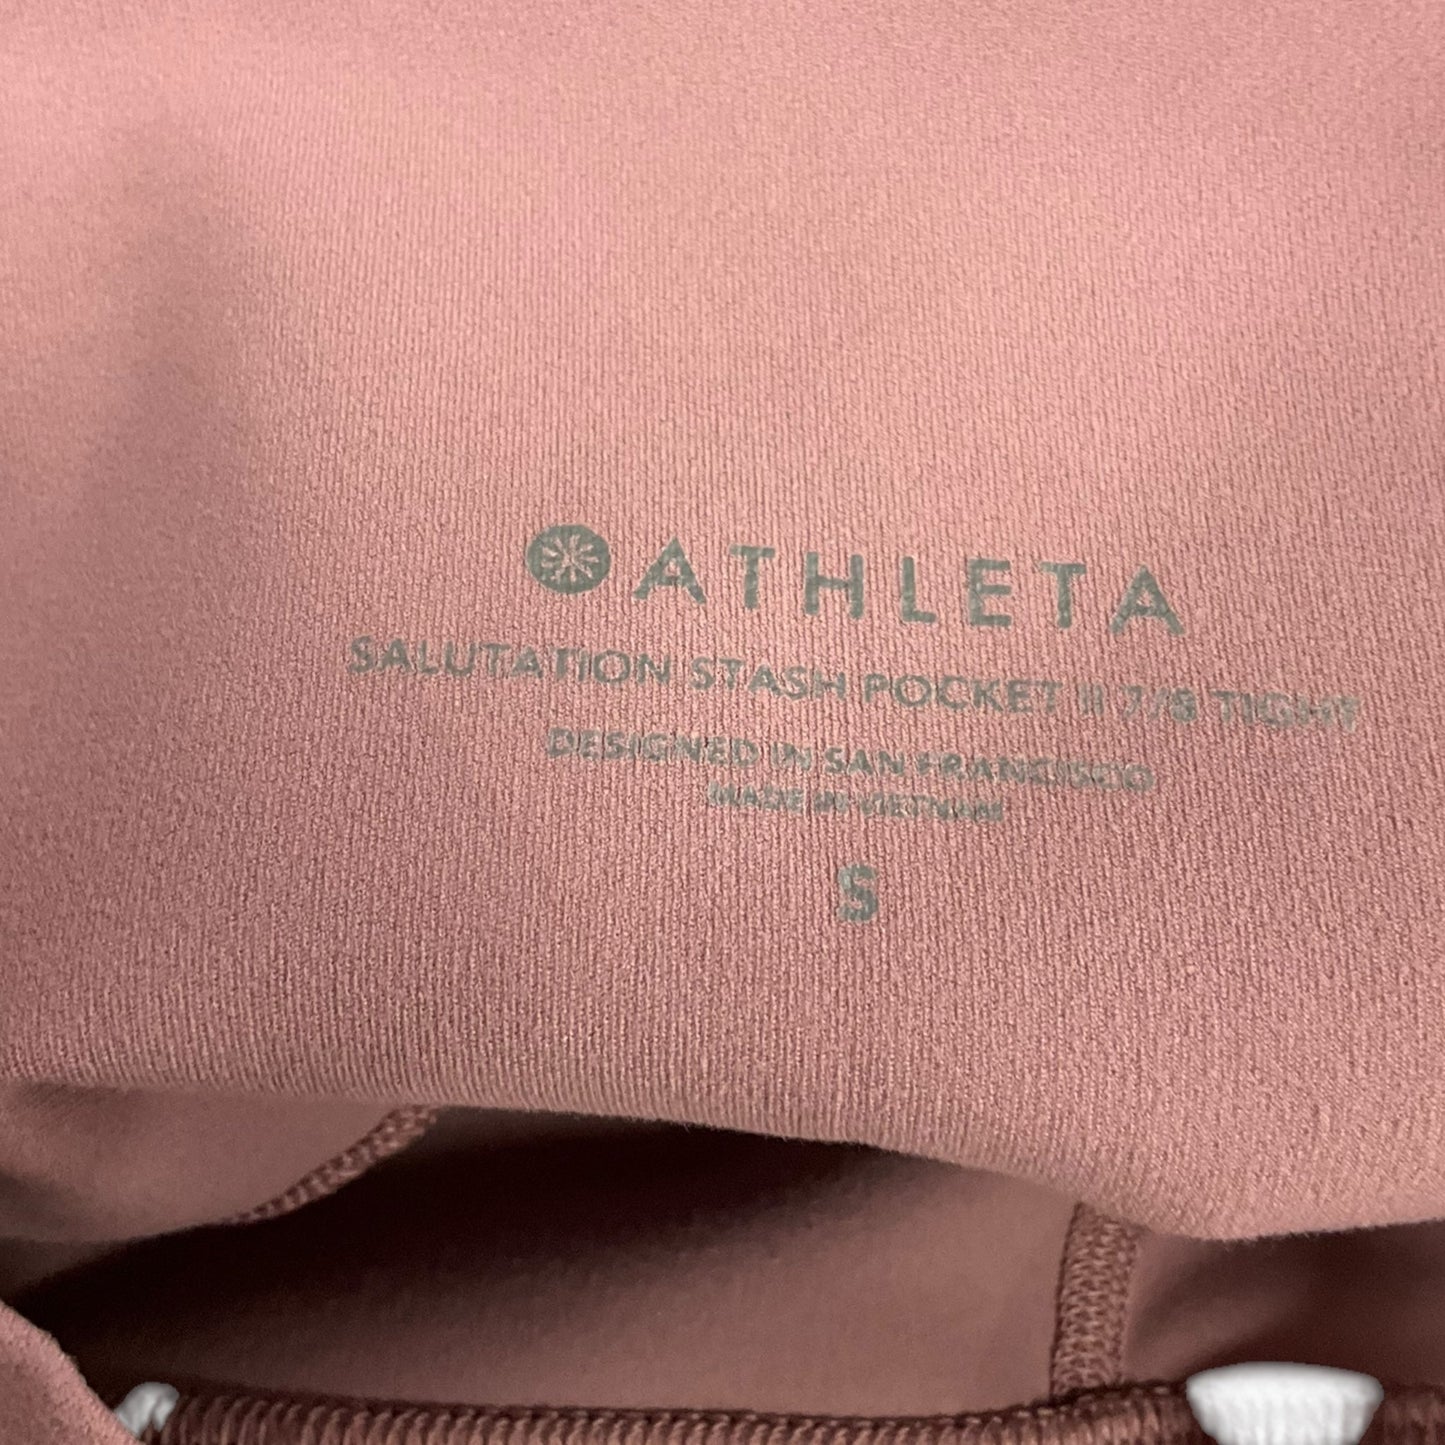 ATHLETA
SALUTATION STASH POCKET II 7/8 TIGHT
DESIGNED IN SAN FRANCISCO
MADE IN VIETNAM
S